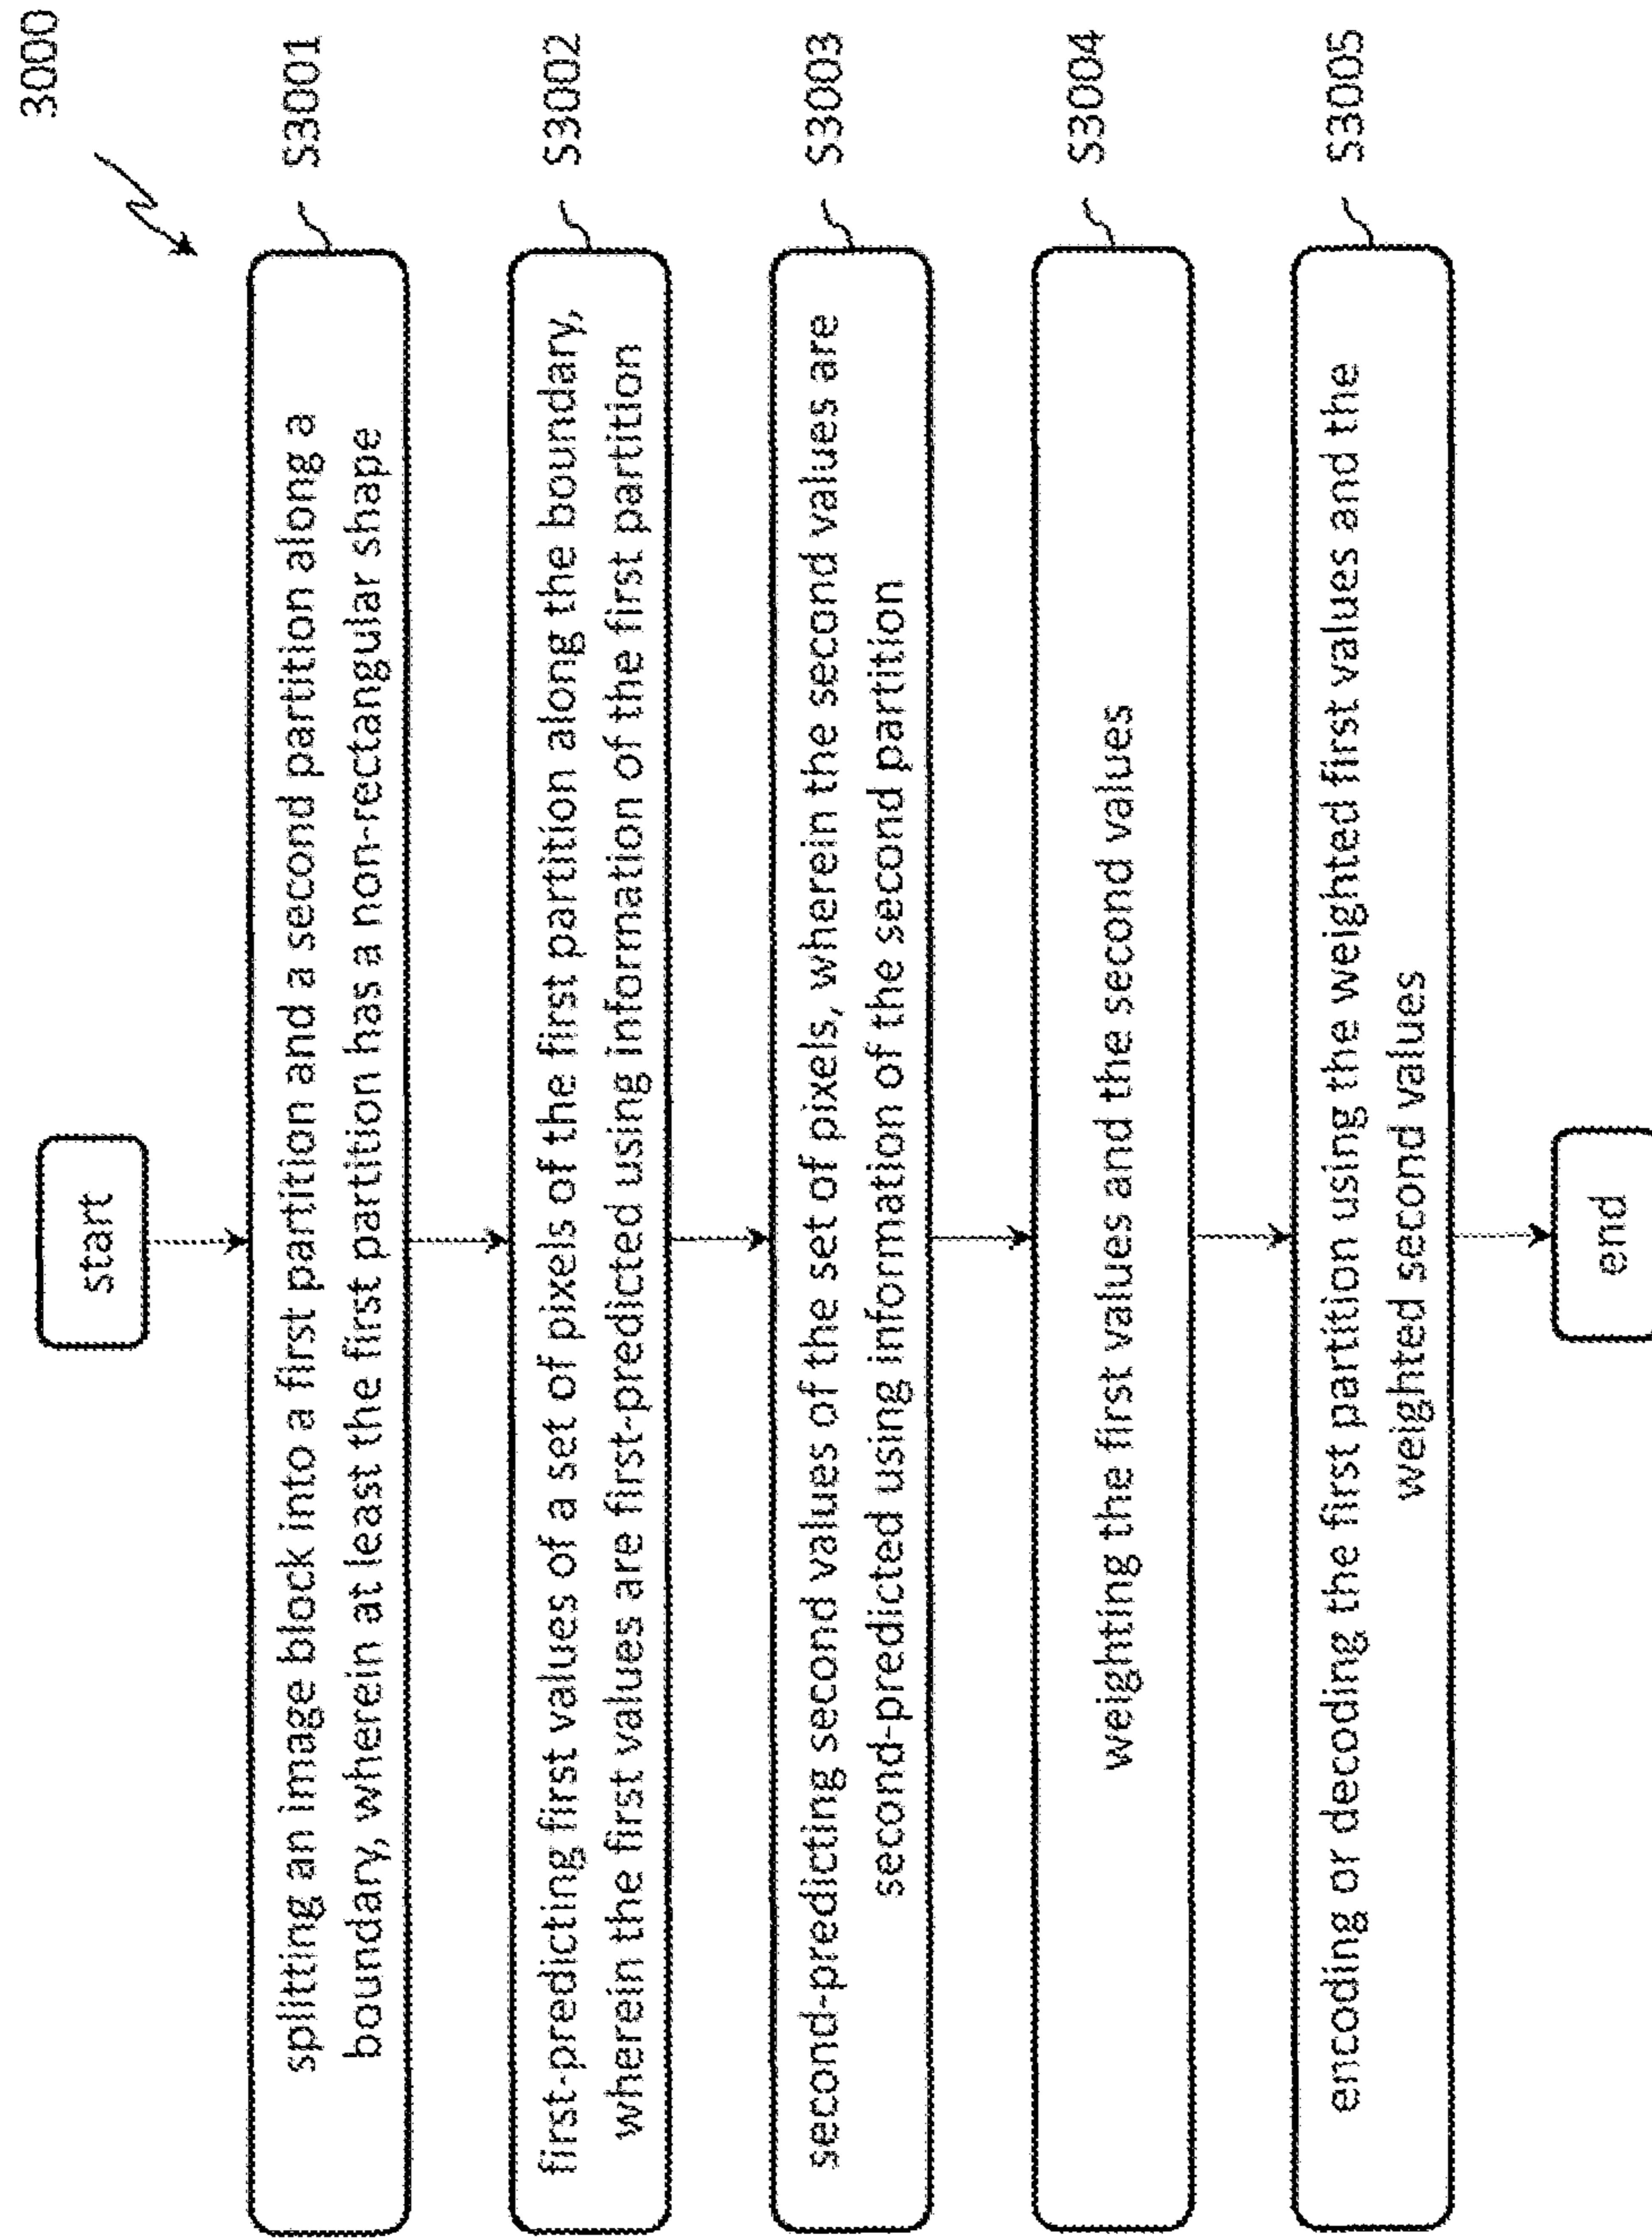 3000
start
splitting an image block into a first partition and a second partition along a
boundary, wherein at least the first partition has a non-rectangular shape
S3001
first-predicting first values of a set of pixels of the first partition along the boundary,
wherein the first values are first-predicted using information of the first partition
S3002
second-predicting second values of the set of pixels, wherein the second values are
second-predicted using information of the second partition
S3003
weighting the first values and the second values
S3004
encoding or decoding the first partition using the weighted first values and the
weighted second values
S3005
end